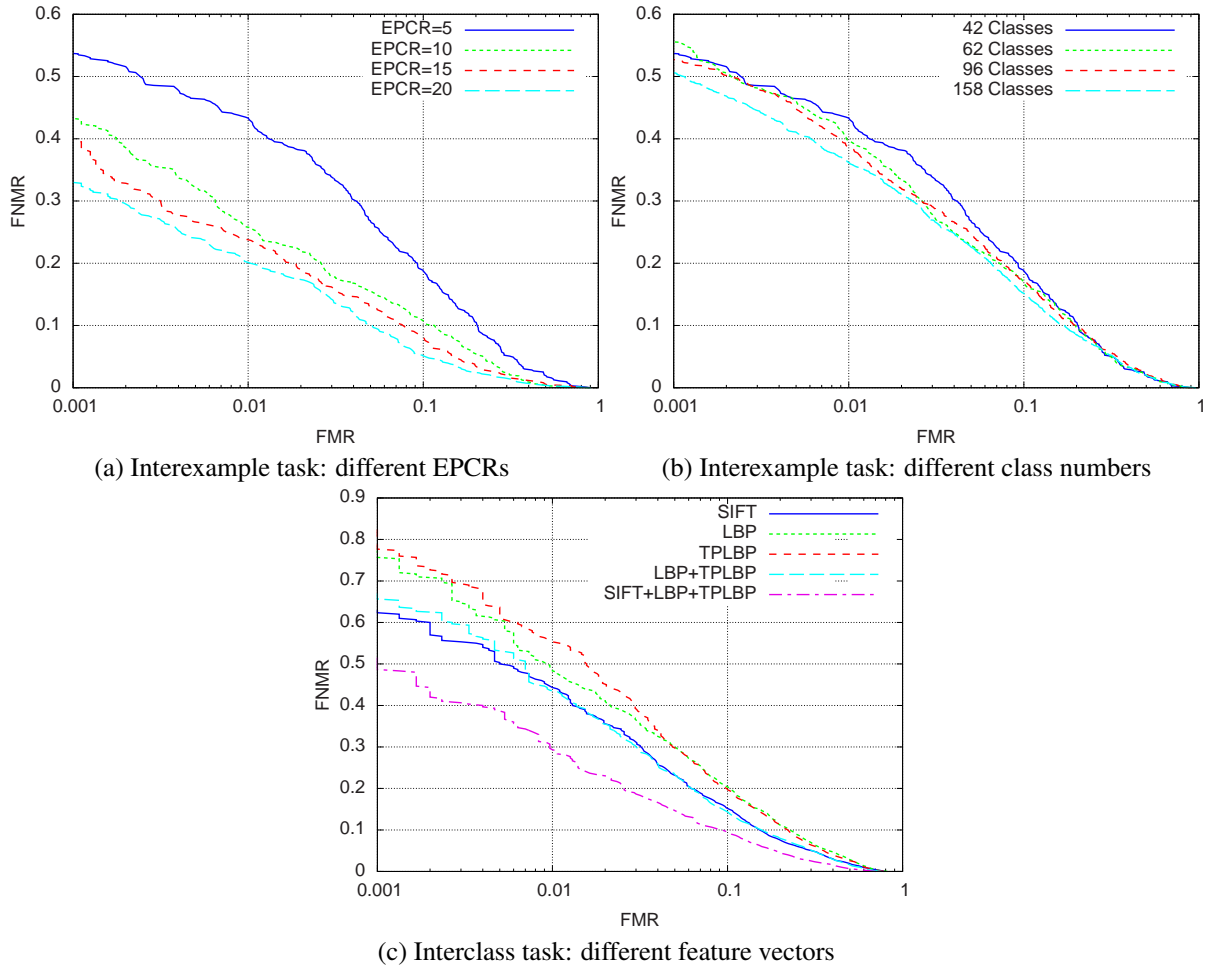 0.6
0.5
0.4
0.3
0.2
0.1
0
0.001
0.01
0.1
1
FNMR
FMR
EPCR=5
EPCR=10
EPCR=15
EPCR=20
(a) Interexample task: different EPCRs
0.6
0.5
0.4
0.3
0.2
0.1
0
0.001
0.01
0.1
1
FNMR
FMR
42 Classes
62 Classes
96 Classes
158 Classes
(b) Interexample task: different class numbers
0.9
0.8
0.7
0.6
0.5
0.4
0.3
0.2
0.1
0
0.001
0.01
0.1
1
FNMR
FMR
SIFT
LBP
TPLBP
LBP+TPLBP
SIFT+LBP+TPLBP
(c) Interclass task: different feature vectors